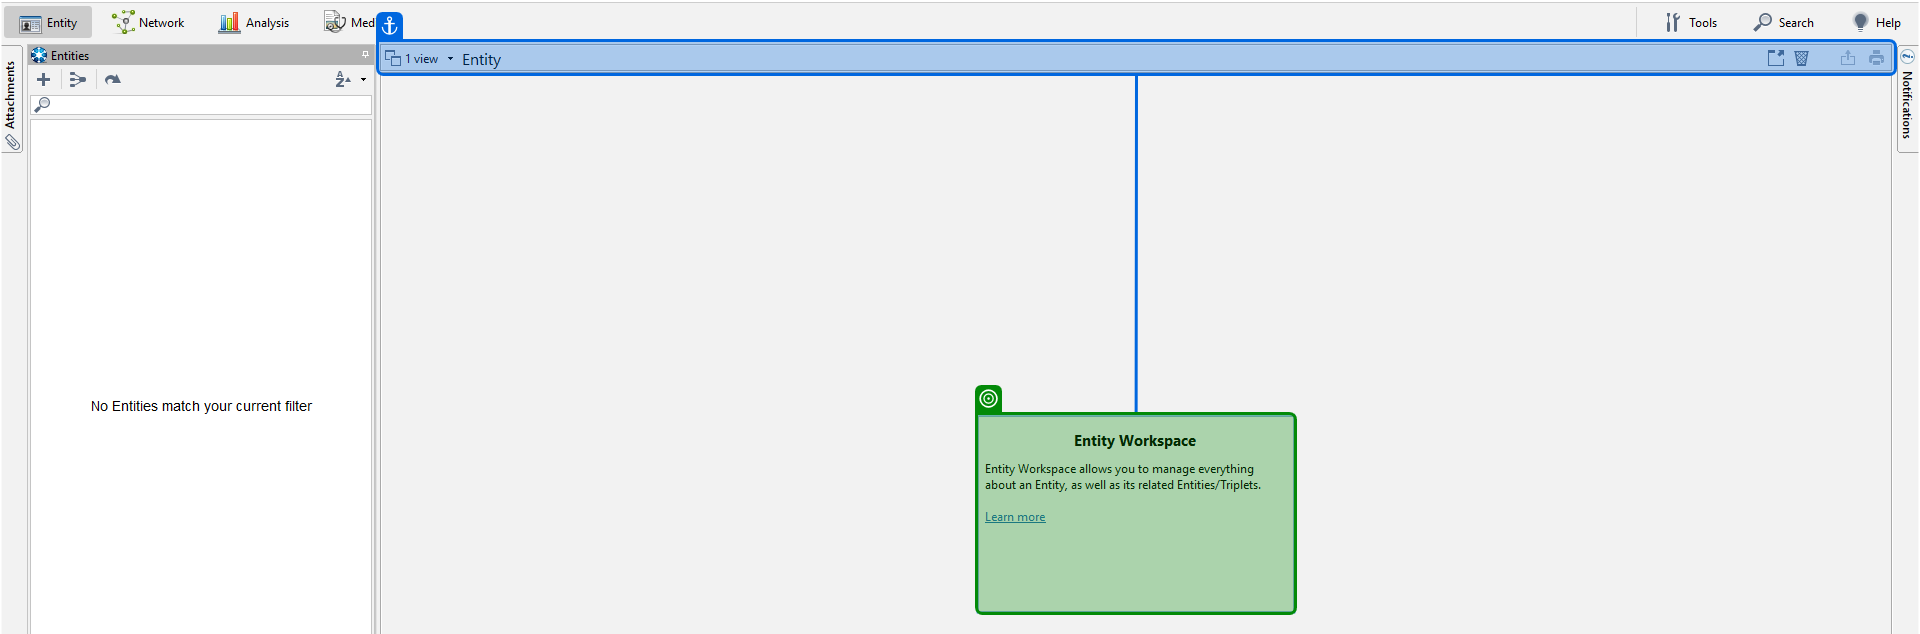 Entity
Network
Analysis
Med
Tools
Search
Help
Attachments
Entities
1 view
Entity
Notifications
No Entities match your current filter
Entity Workspace
Entity Workspace allows you to manage everything
about an Entity, as well as its related Entities/Triplets.
Learn more